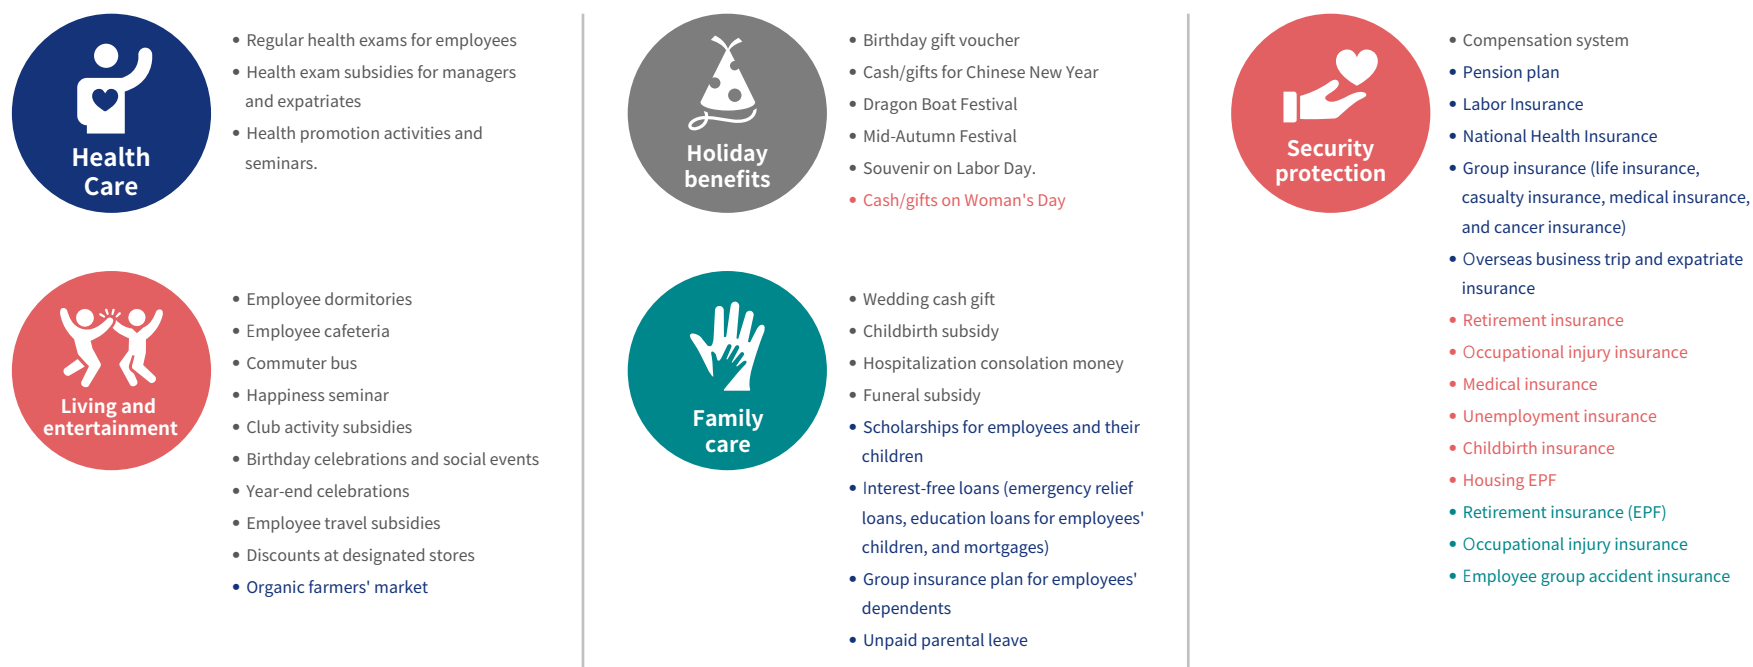 Health
Care
• Regular health exams for employees
• Health exam subsidies for managers
and expatriates
• Health promotion activities and
seminars.
Living and
entertainment
• Employee dormitories
• Employee cafeteria
• Commuter bus
• Happiness seminar
• Club activity subsidies
• Birthday celebrations and social events
• Year-end celebrations
• Employee travel subsidies
• Discounts at designated stores
• Organic farmers' market
Holiday
benefits
• Birthday gift voucher
• Cash/gifts for Chinese New Year
• Dragon Boat Festival
• Mid-Autumn Festival
• Souvenir on Labor Day.
• Cash/gifts on Woman's Day
Family
care
• Wedding cash gift
• Childbirth subsidy
• Hospitalization consolation money
• Funeral subsidy
• Scholarships for employees and their
children
• Interest-free loans (emergency relief
loans, education loans for employees'
children, and mortgages)
• Group insurance plan for employees'
dependents
• Unpaid parental leave
Security
protection
• Compensation system
• Pension plan
• Labor Insurance
• National Health Insurance
• Group insurance (life insurance,
casualty insurance, medical insurance,
and cancer insurance)
• Overseas business trip and expatriate
insurance
• Retirement insurance
• Occupational injury insurance
• Medical insurance
• Unemployment insurance
• Childbirth insurance
• Housing EPF
• Retirement insurance (EPF)
• Occupational injury insurance
• Employee group accident insurance